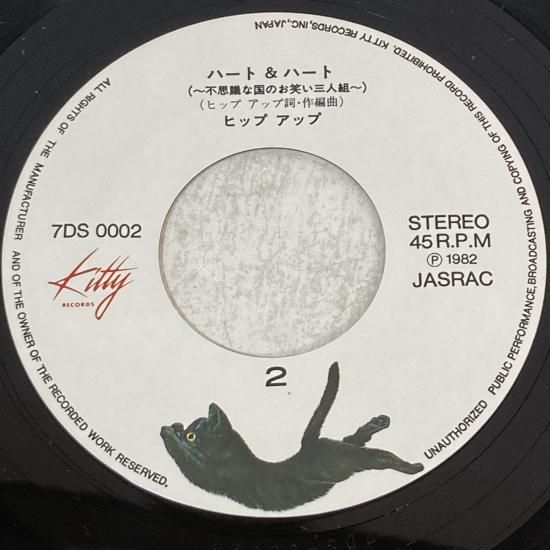 ハート & ハート
(〜不思議な国のお笑い三人組〜)
(ヒップ アップ詞・作編曲)
ヒップ アップ
7DS 0002
Kitty
RECORDS
STEREO
45 R.P.M
Ⓟ 1982
JASRAC
2
ALL RIGHTS OF THE MANUFACTURER AND OF THE OWNER OF THE RECORDED WORK RESERVED.
UNAUTHORIZED PUBLIC PERFORMANCE, BROADCASTING AND COPYING OF THIS RECORD PROHIBITED. KITTY RECORDS, INC., JAPAN